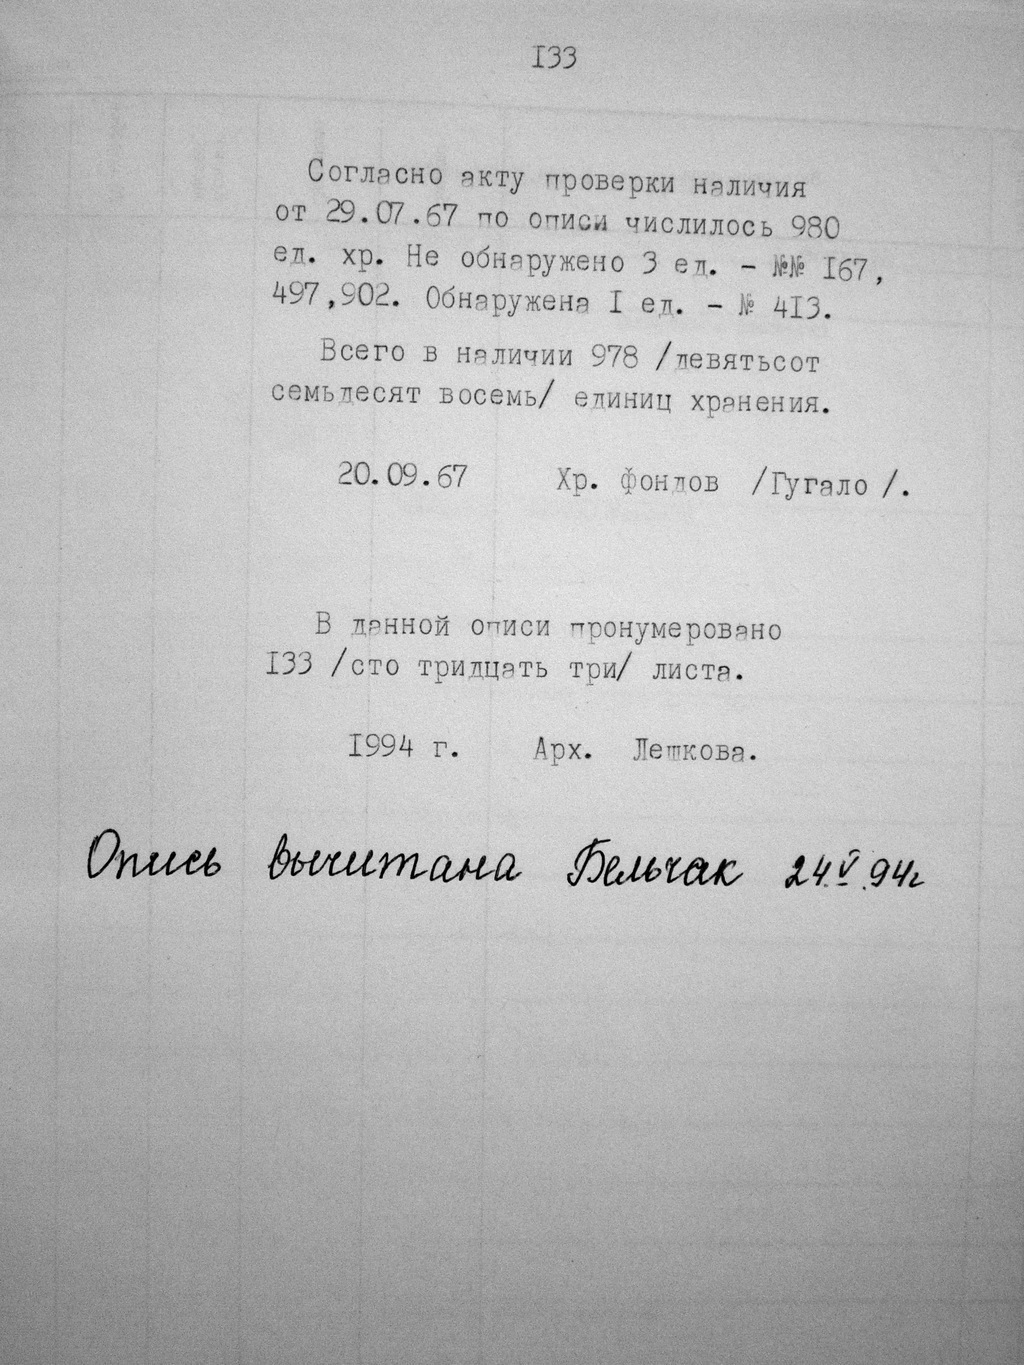 133
Согласно акту проверки наличия
от 29.07.67 по описи числилось 980
ед. хр. Не обнаружено 3 ед. - №№ 167,
497,902. Обнаружена 1 ед. - № 413.
Всего в наличии 978 /девятьсот
семьдесят восемь/ единиц хранения.
20.09.67 Хр. фондов /Гугало/.
В данной описи пронумеровано
133 /сто тридцать три/ листа.
1994 г. Арх. Лешкова.
Опись вычитана Бельчак 24.V.94г